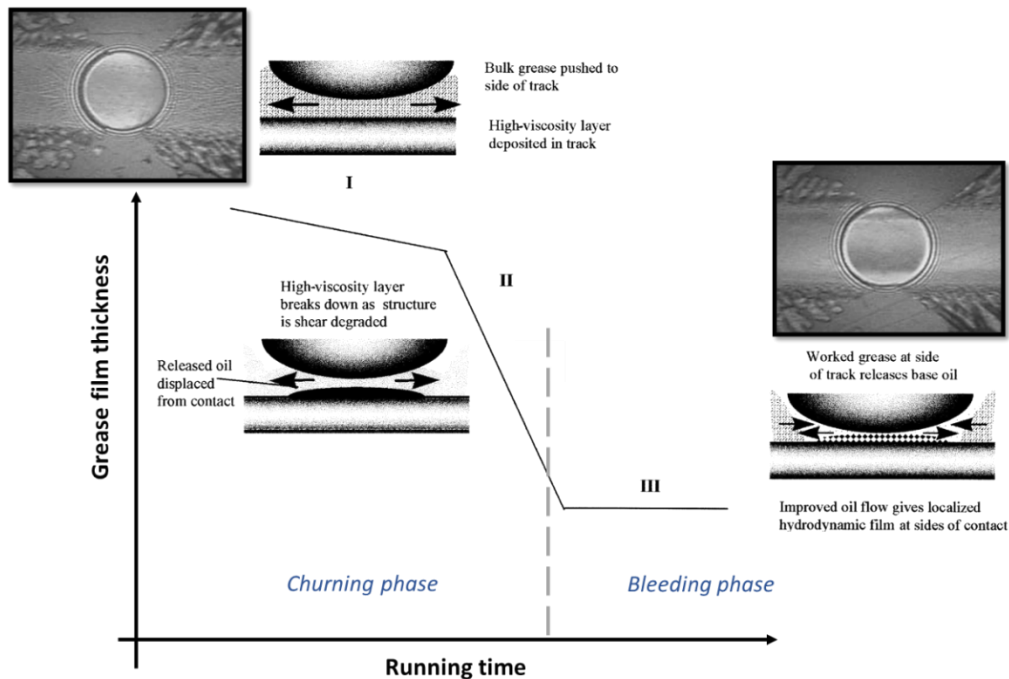 Bulk grease pushed to
side of track
High-viscosity layer
deposited in track
I
Grease film thickness
II
High-viscosity layer
breaks down as structure
is shear degraded
Released oil
displaced
from contact
Worked grease at side
of track releases base oil
III
Improved oil flow gives localized
hydrodynamic film at sides of contact
Churning phase
Bleeding phase
Running time